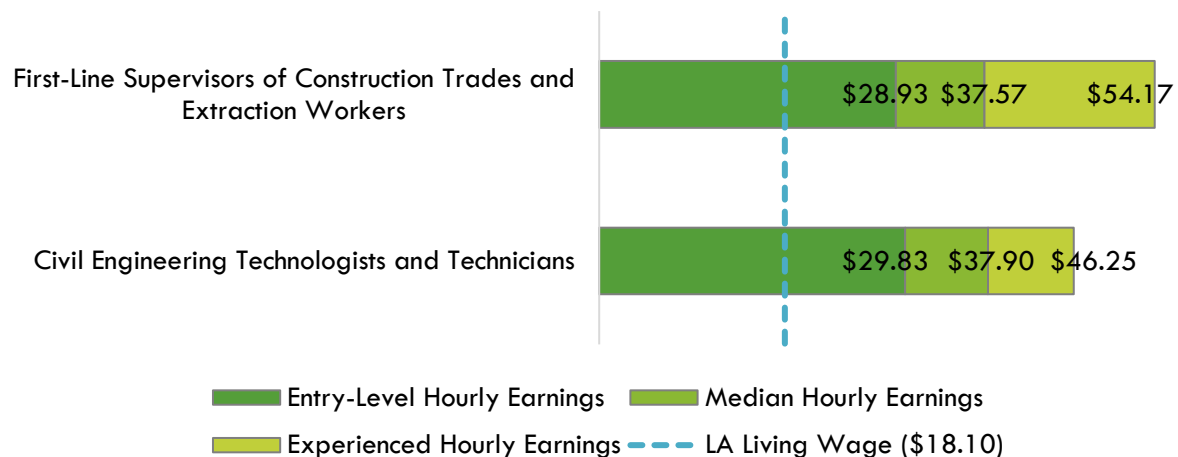 First-Line Supervisors of Construction Trades and
Extraction Workers
$28.93 $37.57 $54.17
Civil Engineering Technologists and Technicians
$29.83 $37.90 $46.25
Entry-Level Hourly Earnings Median Hourly Earnings
Experienced Hourly Earnings LA Living Wage ($18.10)